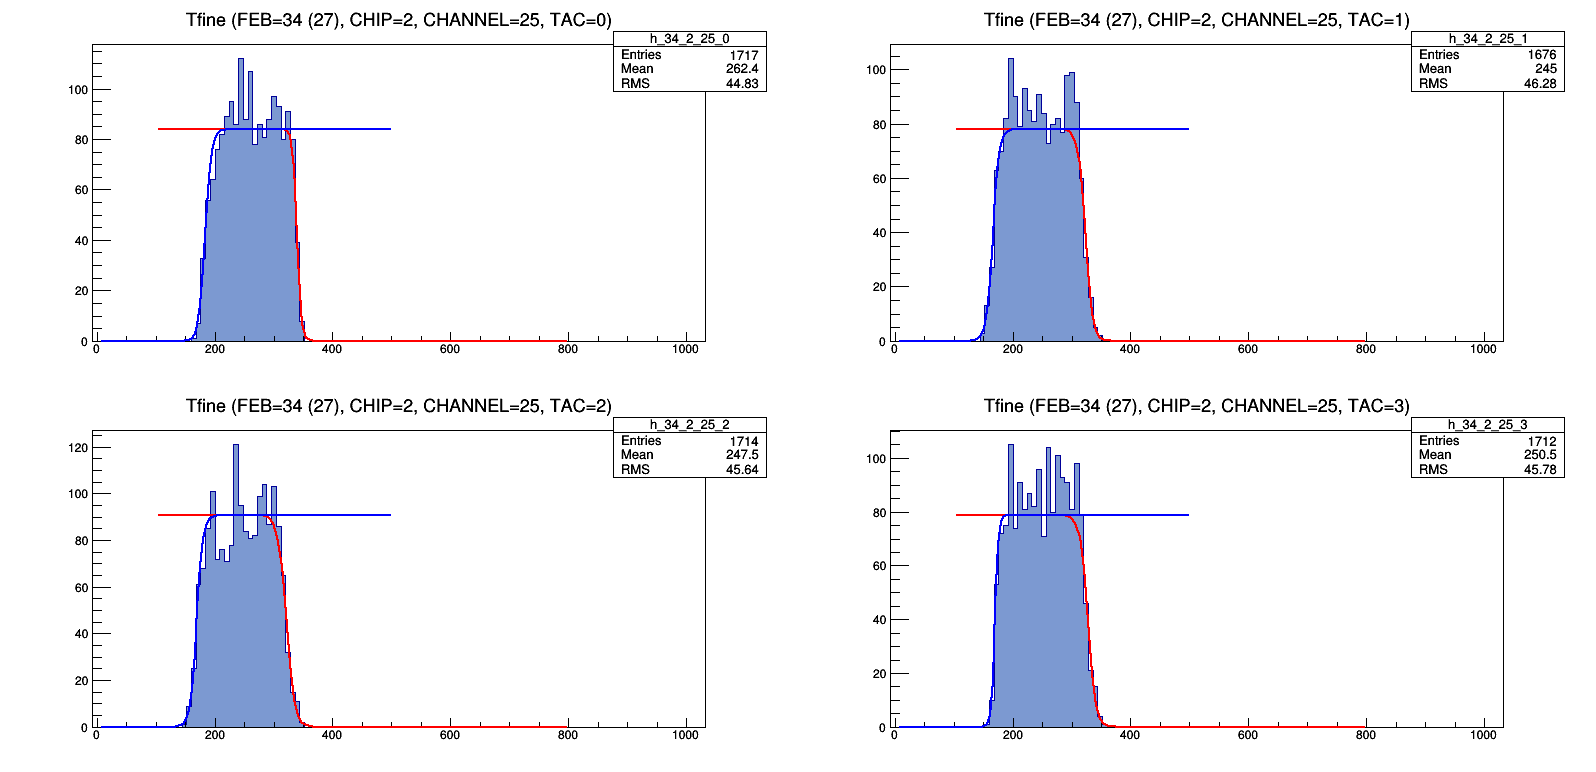 Tfine (FEB=34 (27), CHIP=2, CHANNEL=25, TAC=0)
h_34_2_25_0
Entries 1717
Mean 262.4
RMS 44.83
100
80
60
40
20
0
0 200 400 600 800 1000
Tfine (FEB=34 (27), CHIP=2, CHANNEL=25, TAC=1)
h_34_2_25_1
Entries 1676
Mean 245
RMS 46.28
100
80
60
40
20
0
0 200 400 600 800 1000
Tfine (FEB=34 (27), CHIP=2, CHANNEL=25, TAC=2)
h_34_2_25_2
Entries 1714
Mean 247.5
RMS 45.64
120
100
80
60
40
20
0
0 200 400 600 800 1000
Tfine (FEB=34 (27), CHIP=2, CHANNEL=25, TAC=3)
h_34_2_25_3
Entries 1712
Mean 250.5
RMS 45.78
100
80
60
40
20
0
0 200 400 600 800 1000